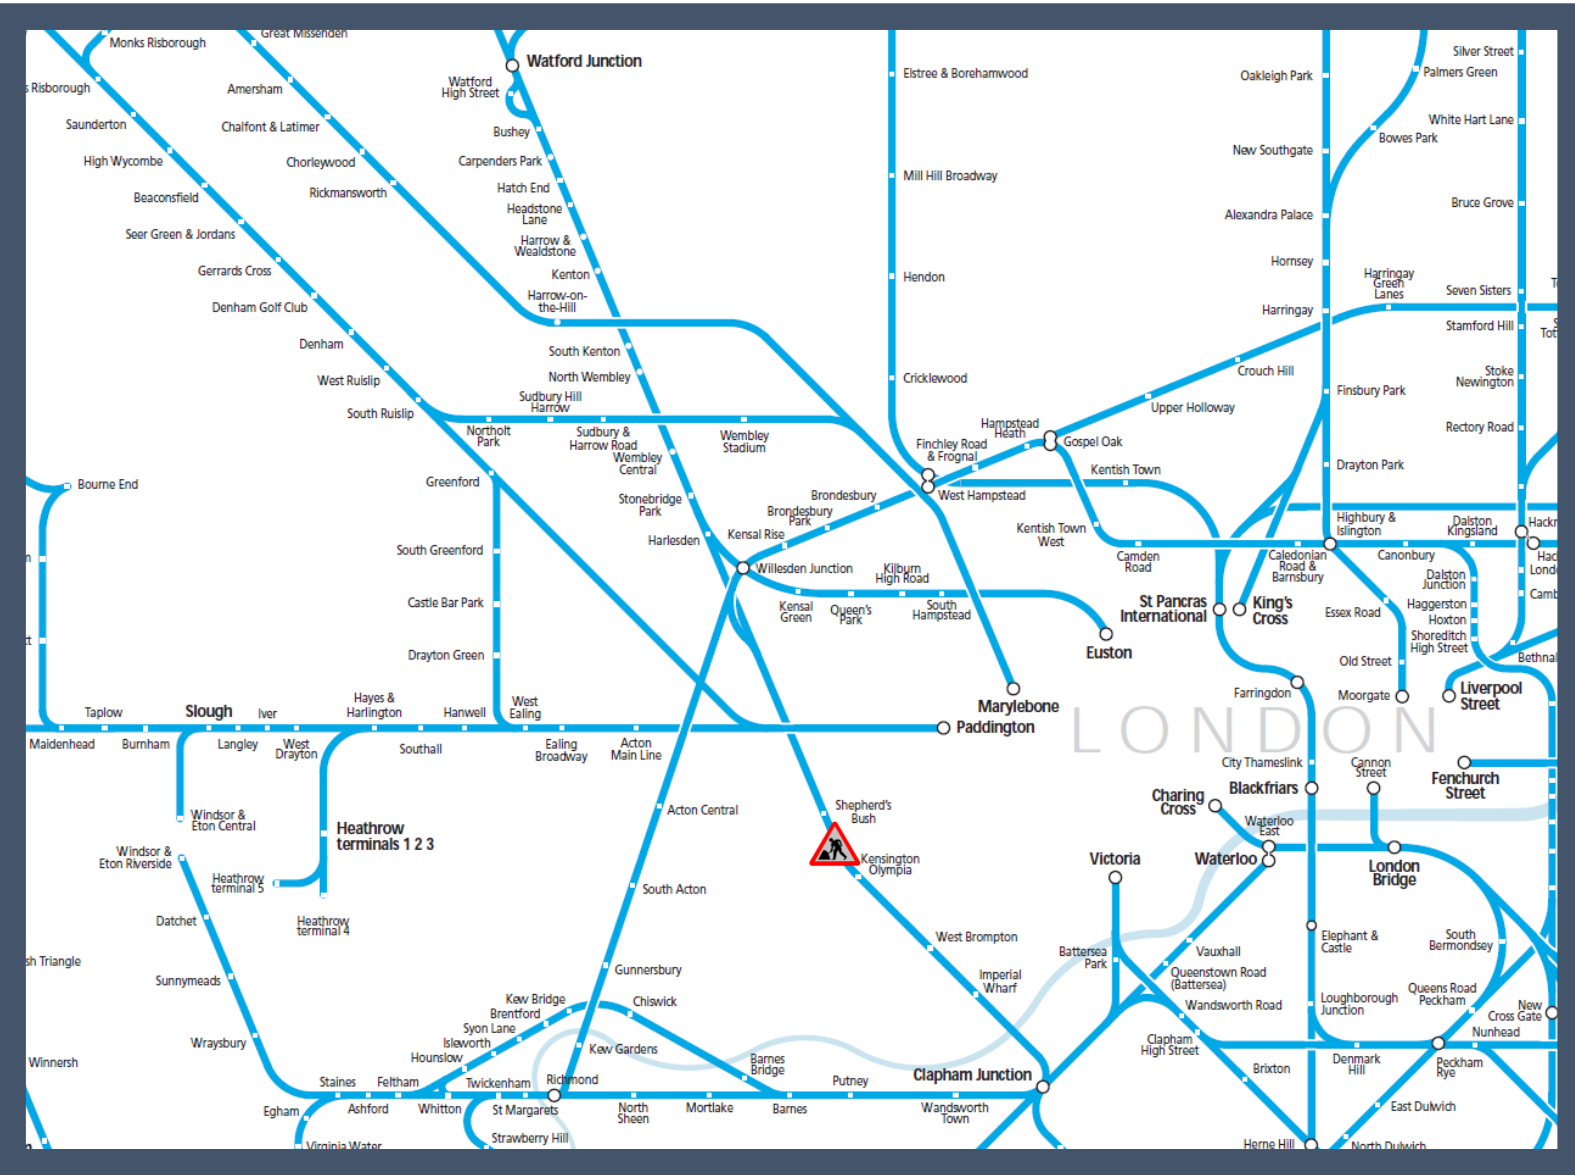 Monks Risborough
Great Missenden
Watford Junction
Elstree & Borehamwood
Oakleigh Park
Silver Street
Palmers Green
Risborough
Amersham
Watford
High Street
Saunterton
Chalfont & Latimer
Bushey
White Hart Lane
Bowes Park
High Wycombe
Chorleywood
Carpenders Park
Mill Hill Broadway
New Southgate
Beaconsfield
Rickmansworth
Hatch End
Headstone
Lane
Alexandra Palace
Bruce Grove
Seer Green & Jordans
Harrow &
Wealdstone
Gerrards Cross
Kenton
Hendon
Hornsey
Harringay
Green
Lanes
Seven Sisters
Denham Golf Club
Harrow-on-
the-Hill
Harringay
Stamford Hill
Tot
Denham
South Kenton
West Ruislip
North Wembley
Cricklewood
Crouch Hill
Stoke
Newington
South Ruislip
Sudbury Hill
Harrow
Finsbury Park
Upper Holloway
Northolt
Park
Sudbury &
Harrow Road
Wembley
Stadium
Hampstead
Heath
Gospel Oak
Rectory Road
Wembley
Central
Finchley Road
& Frognal
Kentish Town
Drayton Park
Bourne End
Greenford
Stonebridge
Park
Brondesbury
West Hampstead
Brondesbury
Park
Kentish Town
West
Highbury &
Islington
Dalston
Kingsland
Hackn
Harlesden
Kensal Rise
South Greenford
Willesden Junction
Kilburn
High Road
Camden
Road
Caledonian
Road &
Barnsbury
Canonbury
Hac
Lond
Dalston
Junction
Camb
Castle Bar Park
Kensal
Green
Queen's
Park
South
Hampstead
St Pancras
International
King's
Cross
Essex Road
Haggerston
Hoxton
Shoreditch
High Street
Drayton Green
Euston
Old Street
Bethnal
Farringdon
Moorgate
Liverpool
Street
Marylebone
Paddington
LONDON
Taplow
Slough
Iver
Hayes &
Harlington
Hanwell
West
Ealing
Maidenhead
Burnham
Langley
West
Drayton
Southall
Ealing
Broadway
Acton
Main Line
City Thameslink
Cannon
Street
Fenchurch
Street
Blackfriars
Charing
Cross
Windsor &
Eton Central
Heathrow
terminals 1 2 3
Acton Central
Shepherd's
Bush
Waterloo
East
Windsor &
Eton Riverside
Kensington
Olympia
Victoria
Waterloo
London
Bridge
Heathrow
terminal 5
South Acton
Datchet
Heathrow
terminal 4
West Brompton
Elephant &
Castle
South
Bermondsey
sh Triangle
Battersea
Park
Vauxhall
Sunnymeads
Gunnersbury
Imperial
Wharf
Queenstown Road
(Battersea)
Kew Bridge
Brentford
Chiswick
Wandsworth Road
Loughborough
Junction
Queens Road
Peckham
New
Cross Gate
Wraysbury
Syon Lane
Isleworth
Hounslow
Kew Gardens
Clapham
High Street
Nunhead
Winnersh
Barnes
Bridge
Clapham Junction
Brixton
Denmark
Hill
Peckham
Rye
Staines
Feltham
Twickenham
Richmond
Putney
Egham
Ashford
Whitton
St Margarets
North
Sheen
Mortlake
Barnes
Wandsworth
Town
East Dulwich
Virginia Water
Strawberry Hill
Herne Hill
North Dulwich